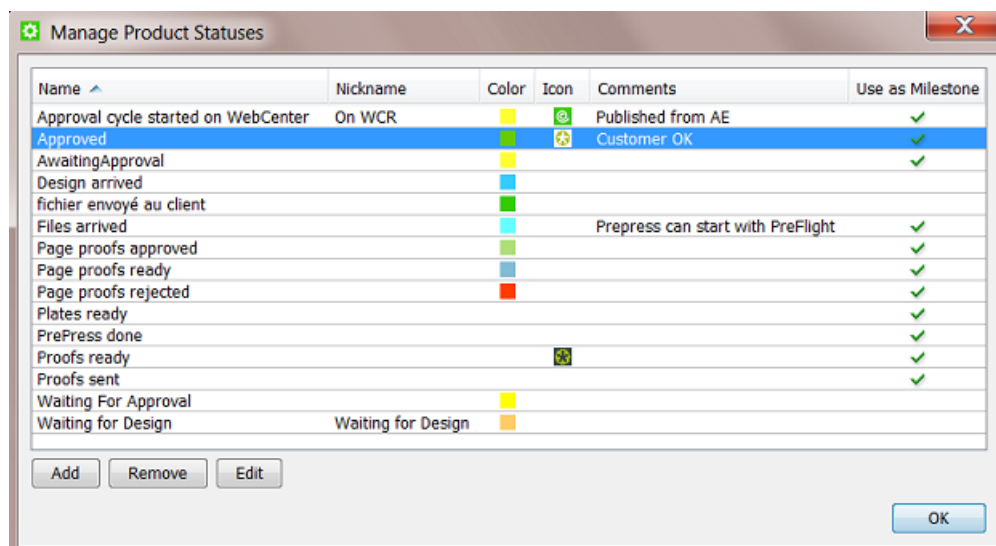 Manage Product Statuses
Name Nickname Color Icon Comments Use as Milestone
Approval cycle started on WebCenter On WCR Published from AE
Approved Customer OK
AwaitingApproval
Design arrived
fichier envoyé au client
Files arrived Prepress can start with PreFlight
Page proofs approved
Page proofs ready
Page proofs rejected
Plates ready
PrePress done
Proofs ready
Proofs sent
Waiting For Approval
Waiting for Design Waiting for Design
Add Remove Edit
OK